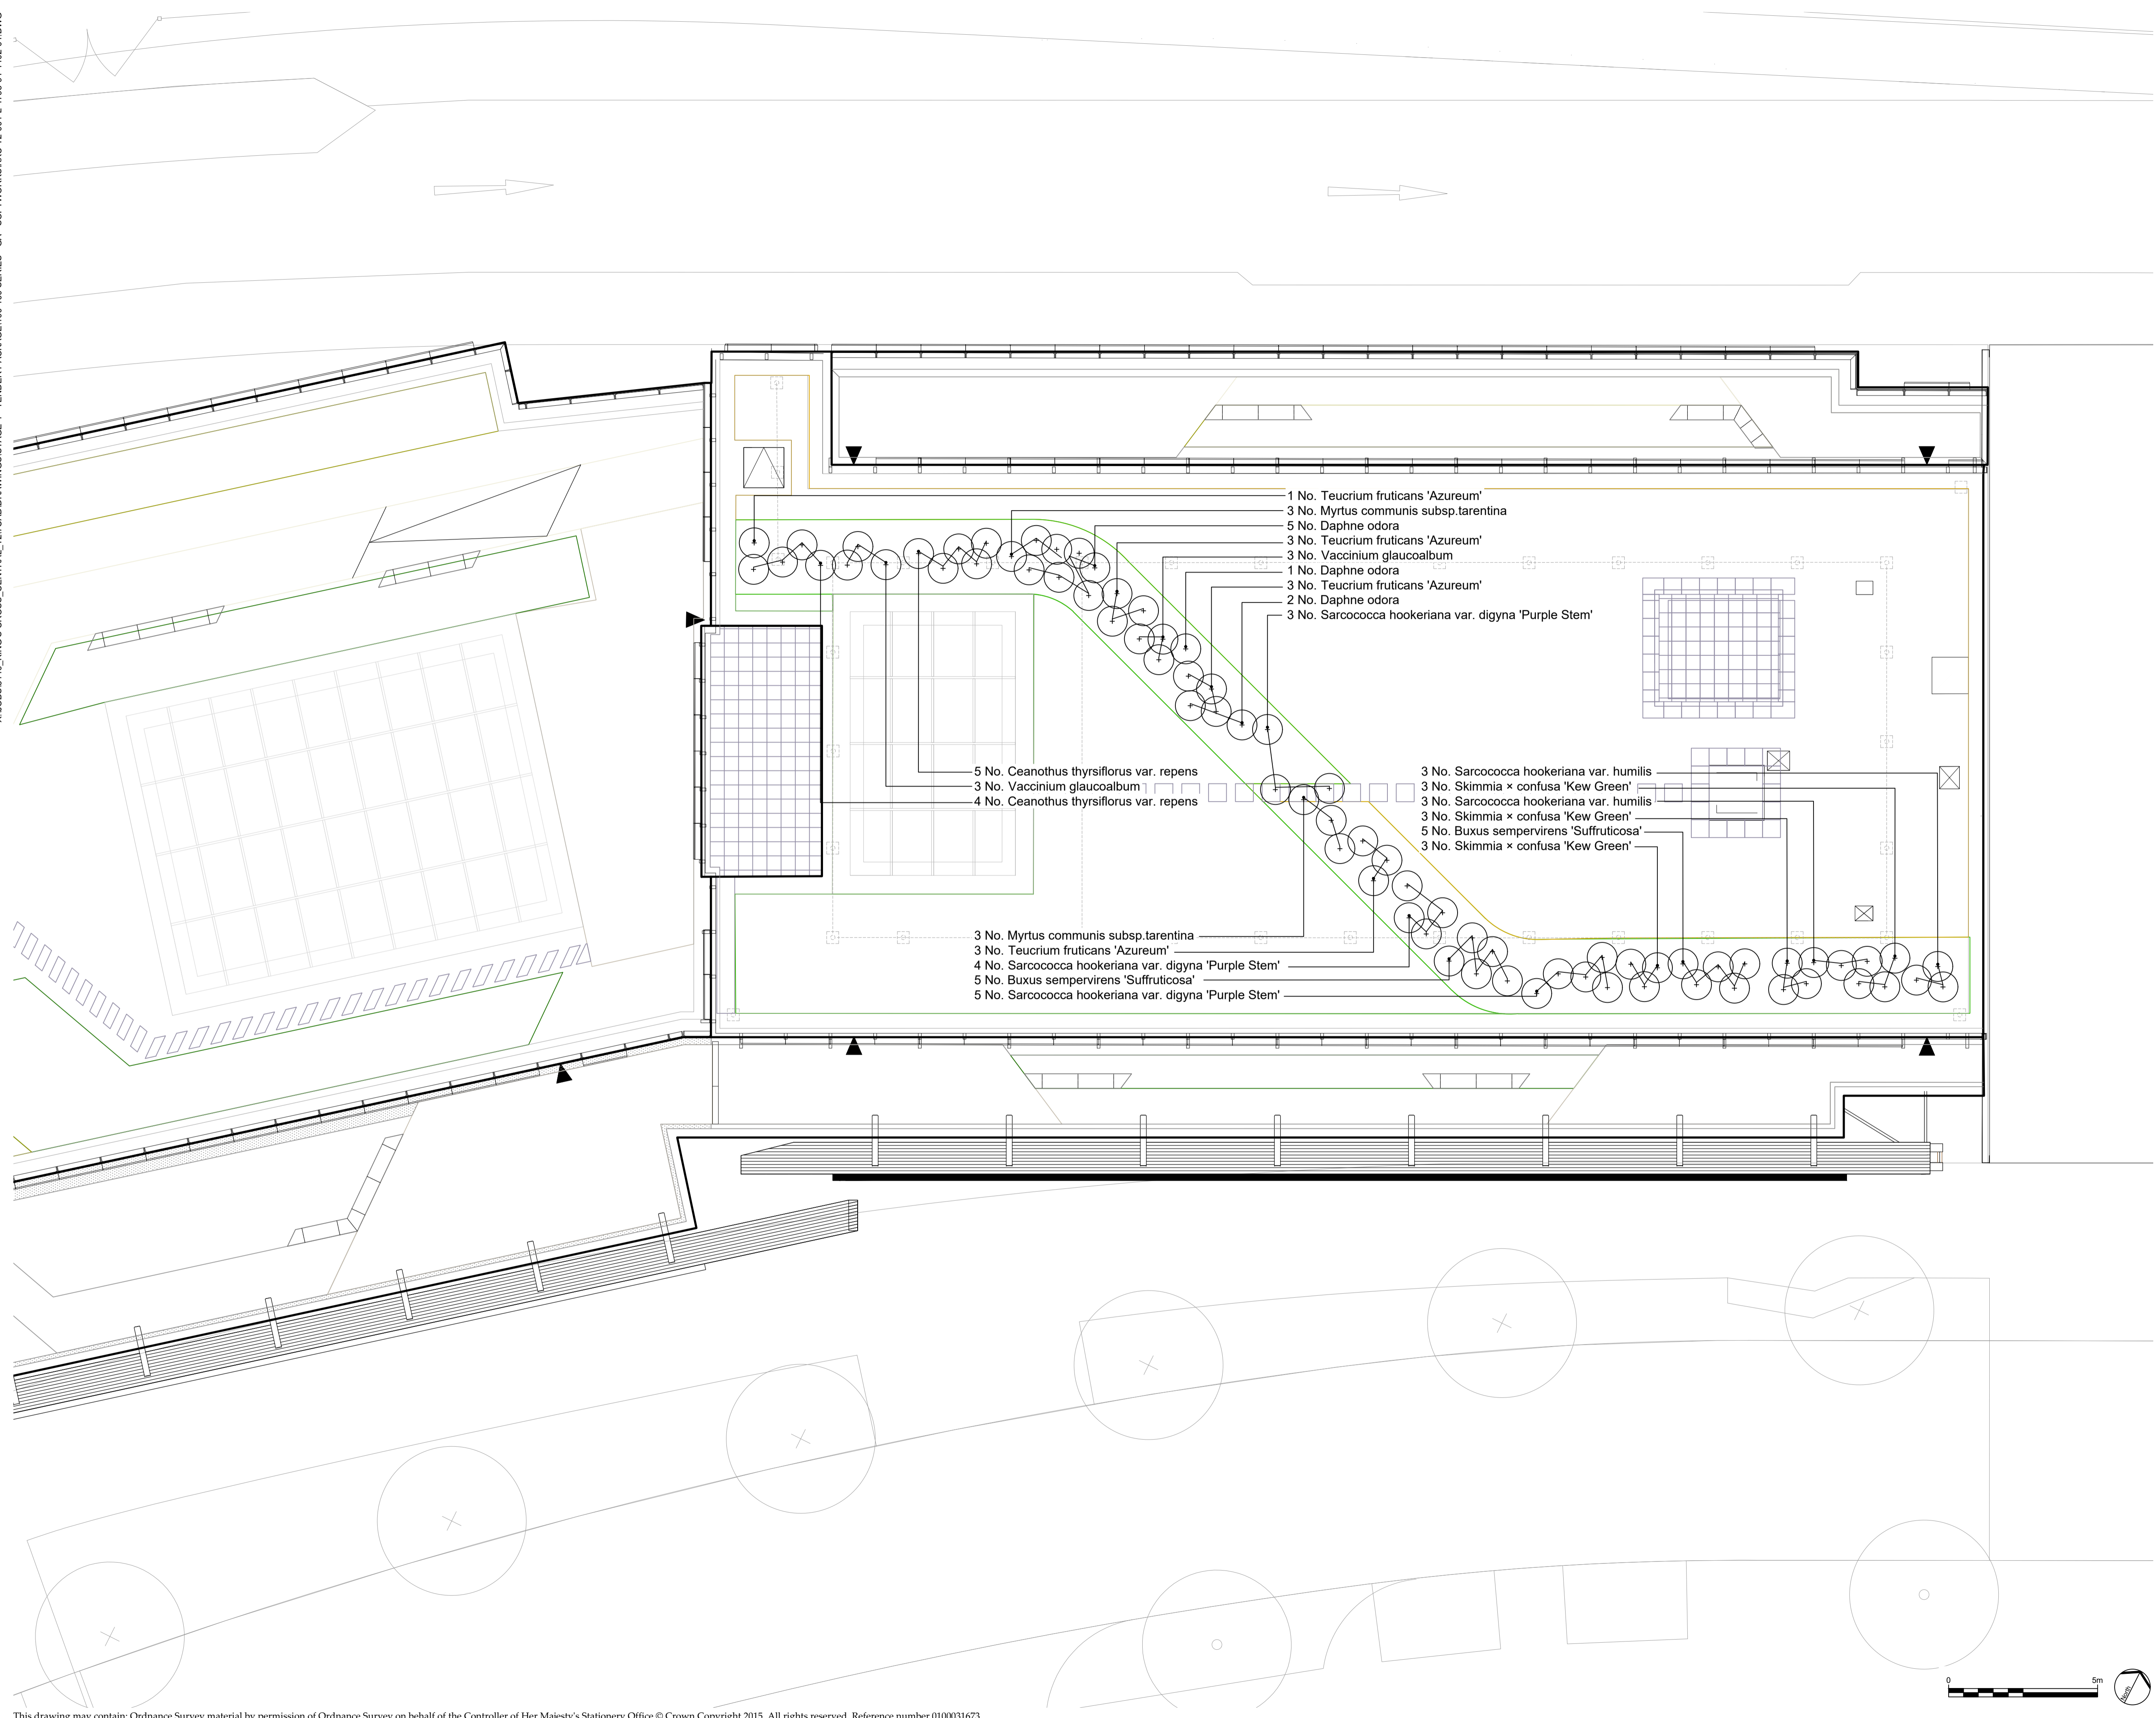 1 No. Teucrium fruticans 'Azureum'
3 No. Myrtus communis subsp.tarentina
5 No. Daphne odora
3 No. Teucrium fruticans 'Azureum'
3 No. Vaccinium glaucoalbum
1 No. Daphne odora
3 No. Teucrium fruticans 'Azureum'
2 No. Daphne odora
3 No. Sarcococca hookeriana var. digyna 'Purple Stem'
5 No. Ceanothus thyrsiflorus var. repens
3 No. Vaccinium glaucoalbum
4 No. Ceanothus thyrsiflorus var. repens
3 No. Sarcococca hookeriana var. humilis
3 No. Skimmia × confusa 'Kew Green'
3 No. Sarcococca hookeriana var. humilis
3 No. Skimmia × confusa 'Kew Green'
5 No. Buxus sempervirens 'Suffruticosa'
3 No. Skimmia × confusa 'Kew Green'
3 No. Myrtus communis subsp.tarentina
3 No. Teucrium fruticans 'Azureum'
4 No. Sarcococca hookeriana var. digyna 'Purple Stem'
5 No. Buxus sempervirens 'Suffruticosa'
5 No. Sarcococca hookeriana var. digyna 'Purple Stem'
0 5m
North
This drawing may contain: Ordnance Survey material by permission of Ordnance Survey on behalf of the Controller of Her Majesty's Stationery Office © Crown Copyright 2015. All rights reserved. Reference number 0100031673